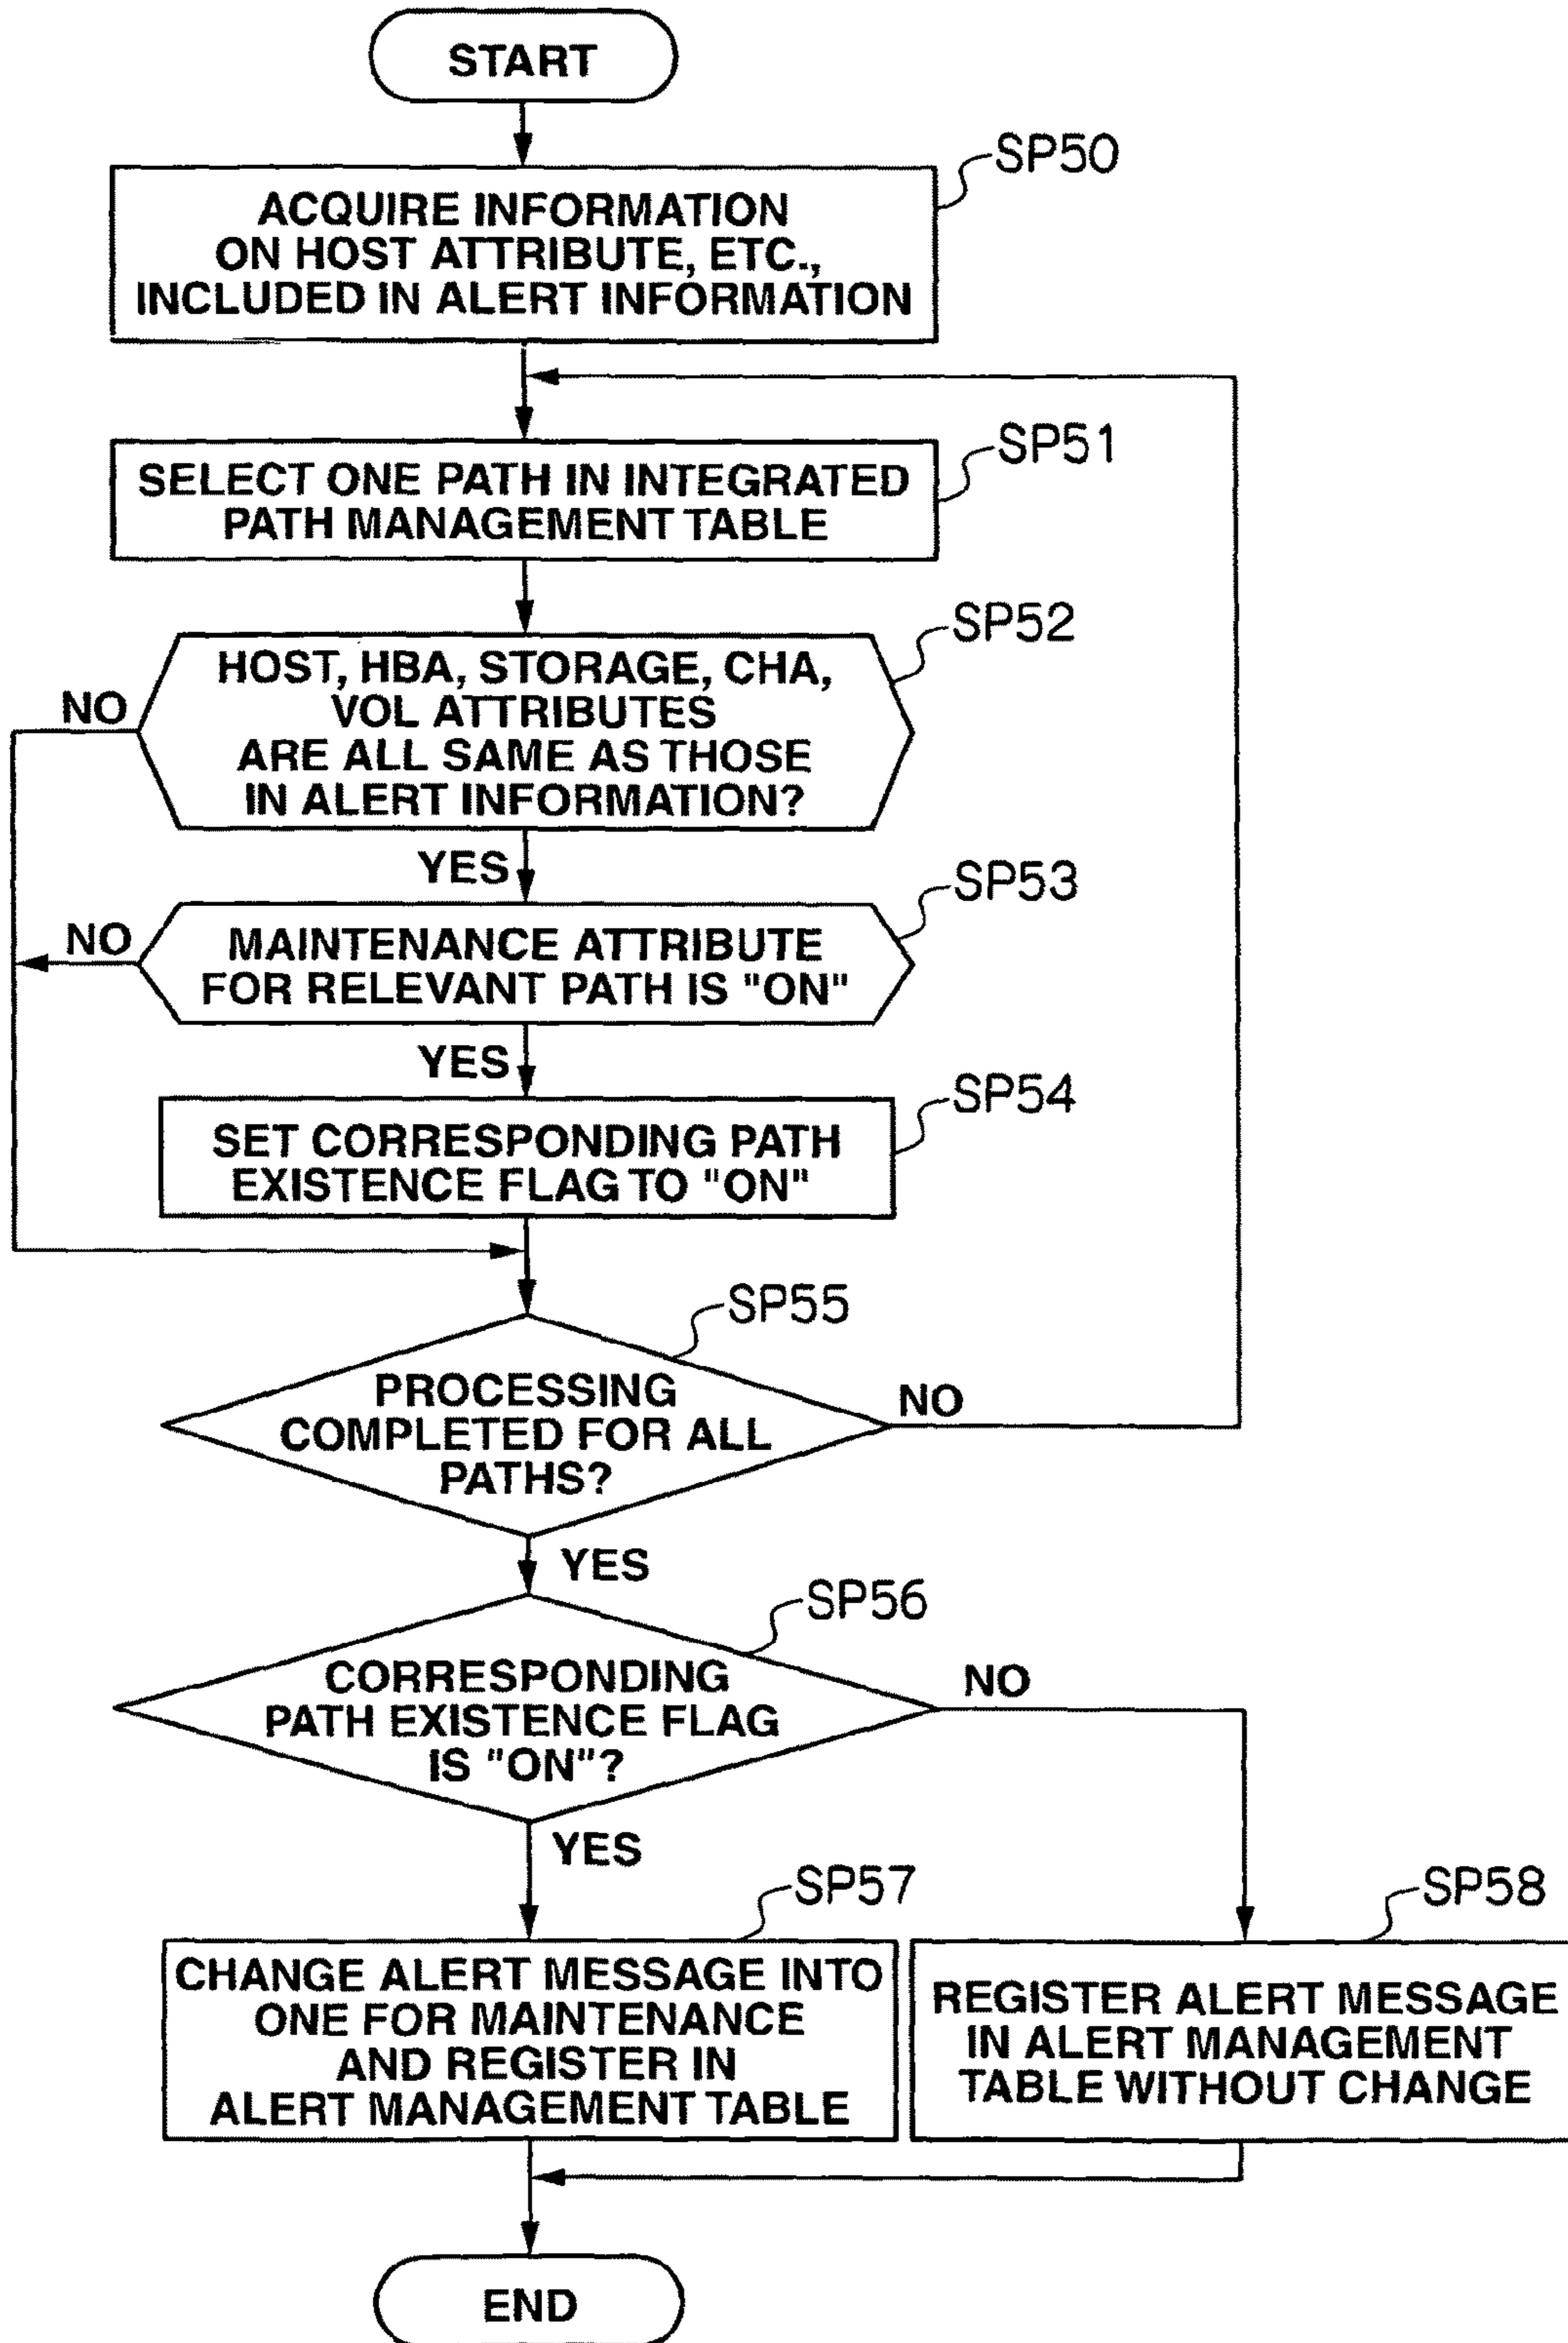 START
SP50
ACQUIRE INFORMATION
ON HOST ATTRIBUTE, ETC.,
INCLUDED IN ALERT INFORMATION
SP51
SELECT ONE PATH IN INTEGRATED
PATH MANAGEMENT TABLE
SP52
HOST, HBA, STORAGE, CHA,
VOL ATTRIBUTES
ARE ALL SAME AS THOSE
IN ALERT INFORMATION?
NO
YES
SP53
MAINTENANCE ATTRIBUTE
FOR RELEVANT PATH IS "ON"
NO
YES
SP54
SET CORRESPONDING PATH
EXISTENCE FLAG TO "ON"
SP55
PROCESSING
COMPLETED FOR ALL
PATHS?
NO
YES
SP56
CORRESPONDING
PATH EXISTENCE FLAG
IS "ON"?
NO
YES
SP57
CHANGE ALERT MESSAGE INTO
ONE FOR MAINTENANCE
AND REGISTER IN
ALERT MANAGEMENT TABLE
SP58
REGISTER ALERT MESSAGE
IN ALERT MANAGEMENT
TABLE WITHOUT CHANGE
END